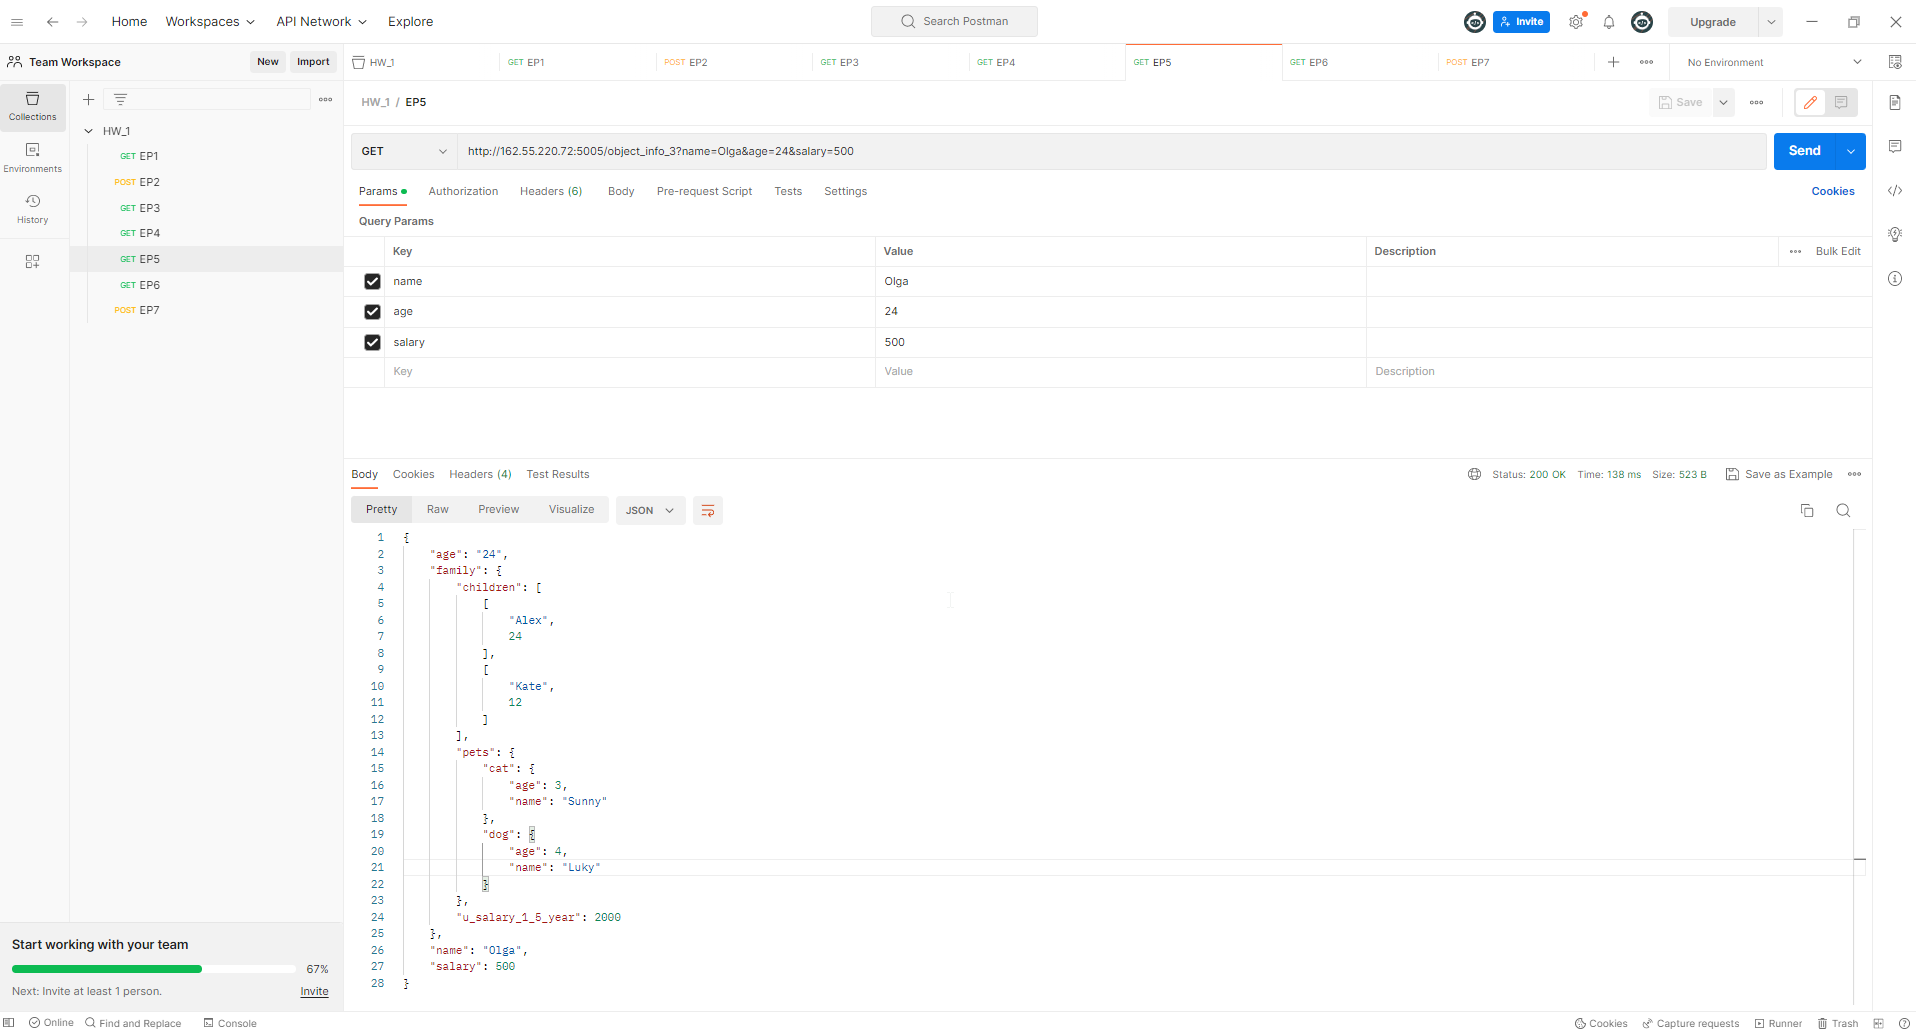 Home Workspaces API Network Explore Search Postman Invite Upgrade
Team Workspace New Import HW_1 GET EP1 POST EP2 GET EP3 GET EP4 GET EP5 GET EP6 POST EP7 No Environment
Collections
Environments
History
HW_1
GET EP1
POST EP2
GET EP3
GET EP4
GET EP5
GET EP6
POST EP7
HW_1 / EP5 Save
GET http://162.55.220.72:5005/object_info_3?name=Olga&age=24&salary=500 Send
Params Authorization Headers (6) Body Pre-request Script Tests Settings Cookies
Query Params
Key Value Description Bulk Edit
name Olga
age 24
salary 500
Key Value Description
Body Cookies Headers (4) Test Results Status: 200 OK Time: 138 ms Size: 523 B Save as Example
Pretty Raw Preview Visualize JSON
1 {
2 "age": "24",
3 "family": {
4 "children": [
5 [
6 "Alex",
7 24
8 ],
9 [
10 "Kate",
11 12
12 ]
13 ],
14 "pets": {
15 "cat": {
16 "age": 3,
17 "name": "Sunny"
18 },
19 "dog": {
20 "age": 4,
21 "name": "Luky"
22 }
23 },
24 "u_salary_1_5_year": 2000
25 },
26 "name": "Olga",
27 "salary": 500
28 }
Start working with your team
67%
Next: Invite at least 1 person. Invite
Online Find and Replace Console Cookies Capture requests Runner Trash